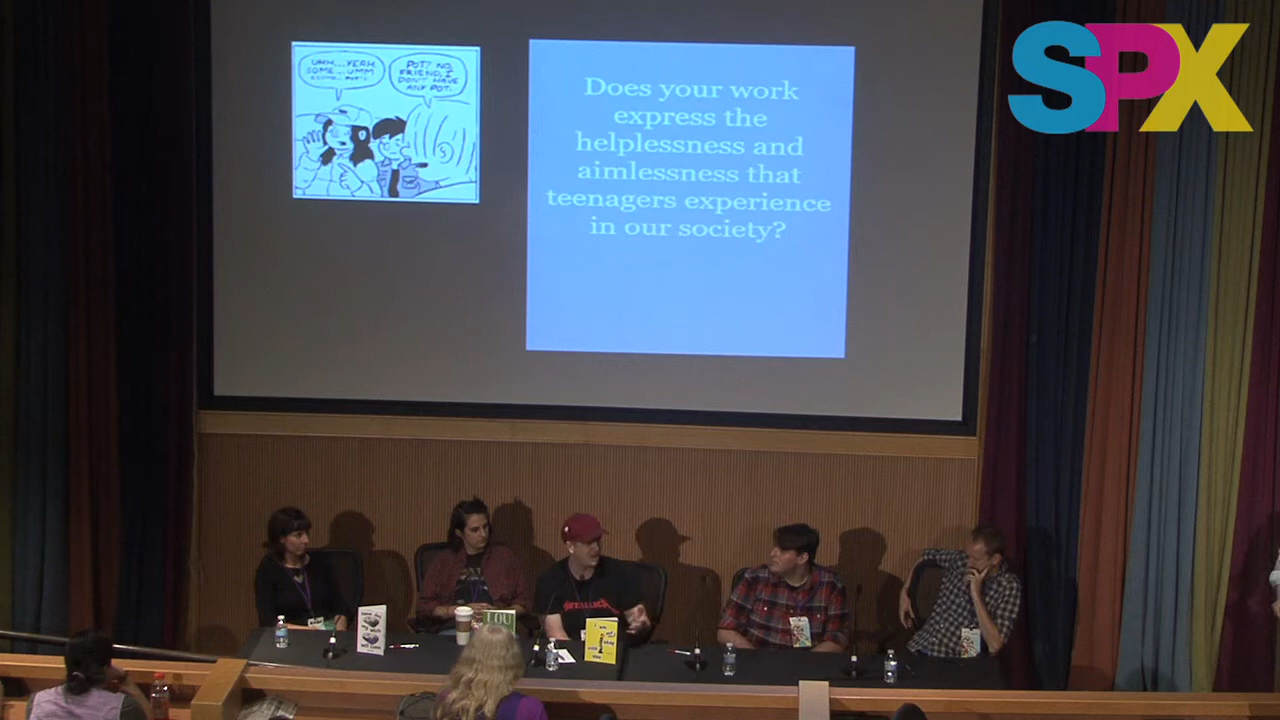 SPX
UMM...YEAH
SOME...UMM
POT? NO,
FRIEND, I
DON'T HAVE
ANY POT.
Does your work
express the
helplessness and
aimlessness that
teenagers experience
in our society?
METALLICA
LOU